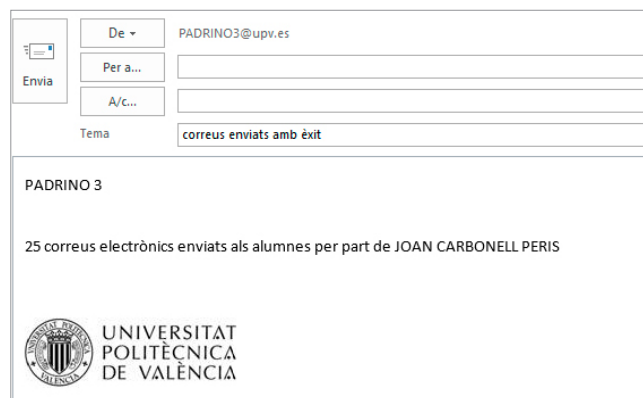 De
PADRINO3@upv.es
Envia
Per a...
A/c...
Tema
correus enviats amb èxit
PADRINO 3
25 correus electrònics enviats als alumnes per part de JOAN CARBONELL PERIS
UNIVERSITAT
POLITÈCNICA
DE VALÈNCIA